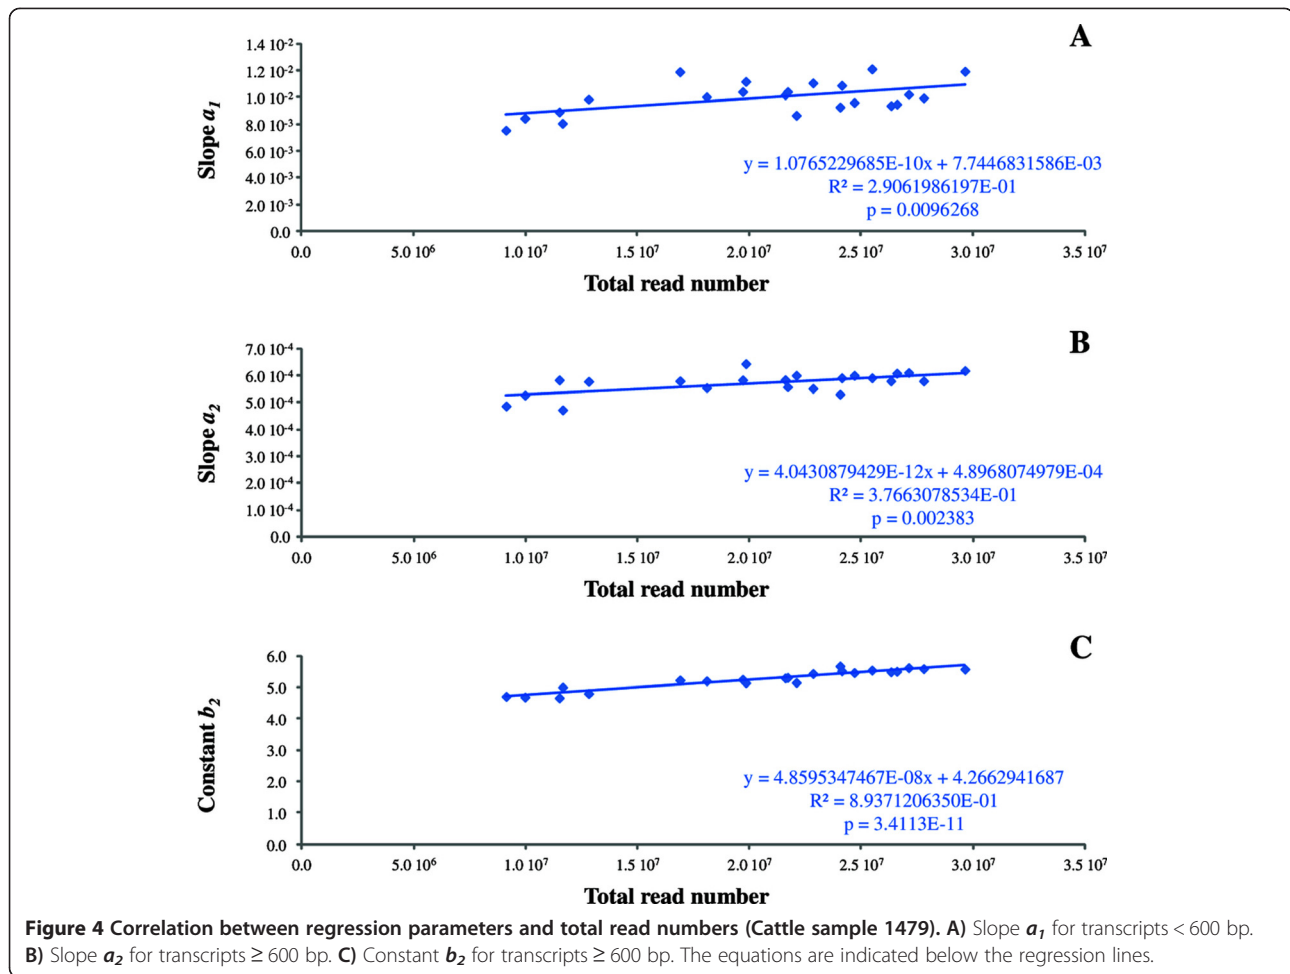 A
1.4 10-2
1.2 10-2
1.0 10-2
8.0 10-3
6.0 10-3
4.0 10-3
2.0 10-3
0.0
Slope a1
y = 1.0765229685E-10x + 7.7446831586E-03
R² = 2.9061986197E-01
p = 0.0096268
0.0 5.0 10⁶ 1.0 10⁷ 1.5 10⁷ 2.0 10⁷ 2.5 10⁷ 3.0 10⁷ 3.5 10⁷
Total read number
B
7.0 10-4
6.0 10-4
5.0 10-4
4.0 10-4
3.0 10-4
2.0 10-4
1.0 10-4
0.0
Slope a2
y = 4.0430879429E-12x + 4.8968074979E-04
R² = 3.7663078534E-01
p = 0.002383
0.0 5.0 10⁶ 1.0 10⁷ 1.5 10⁷ 2.0 10⁷ 2.5 10⁷ 3.0 10⁷ 3.5 10⁷
Total read number
C
6.0
5.0
4.0
3.0
2.0
1.0
0.0
Constant b2
y = 4.8595347467E-08x + 4.2662941687
R² = 8.9371206350E-01
p = 3.4113E-11
0.0 5.0 10⁶ 1.0 10⁷ 1.5 10⁷ 2.0 10⁷ 2.5 10⁷ 3.0 10⁷ 3.5 10⁷
Total read number
Figure 4 Correlation between regression parameters and total read numbers (Cattle sample 1479). A) Slope a1 for transcripts < 600 bp.
B) Slope a2 for transcripts ≥ 600 bp. C) Constant b2 for transcripts ≥ 600 bp. The equations are indicated below the regression lines.